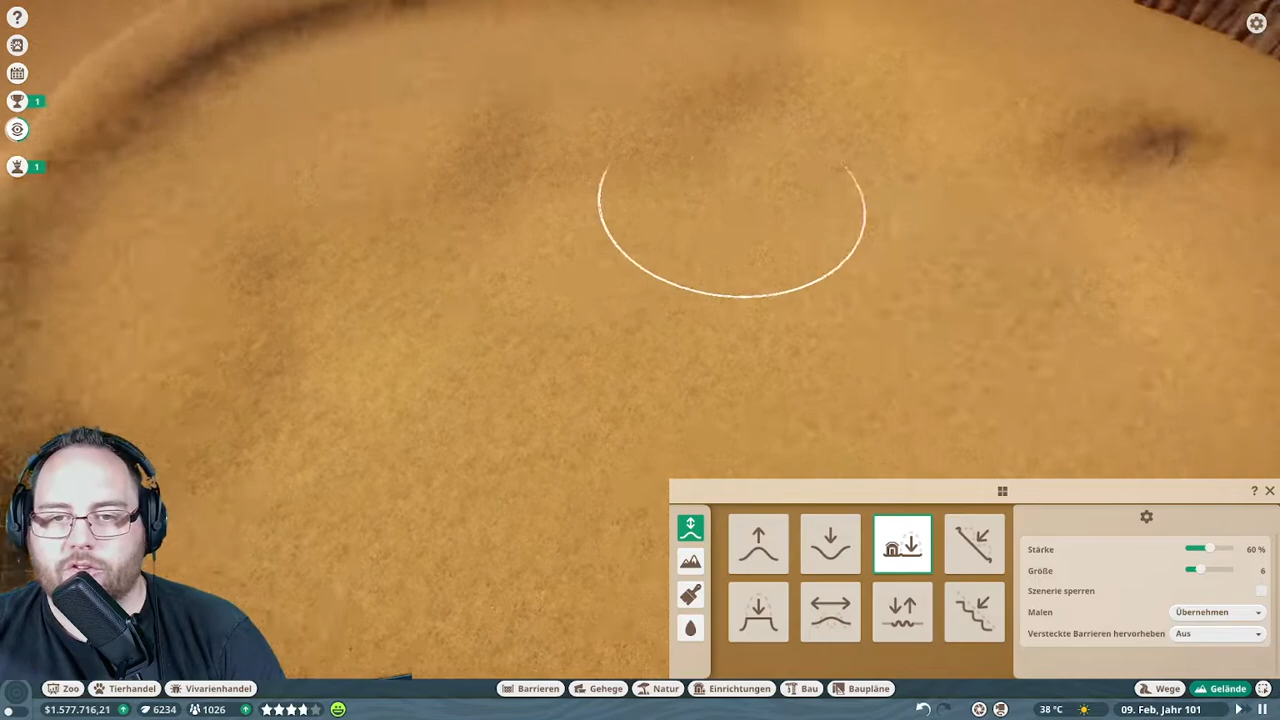 ?
1
1
? ×
Stärke 60 %
Größe 6
Szenerie sperren
Malen Übernehmen
Versteckte Barrieren hervorheben Aus
Zoo Tierhandel Vivarienhandel Barrieren Gehege Natur Einrichtungen Bau Baupläne Wege Gelände
$1.577.716,21 6234 1026 38 °C 09. Feb, Jahr 101